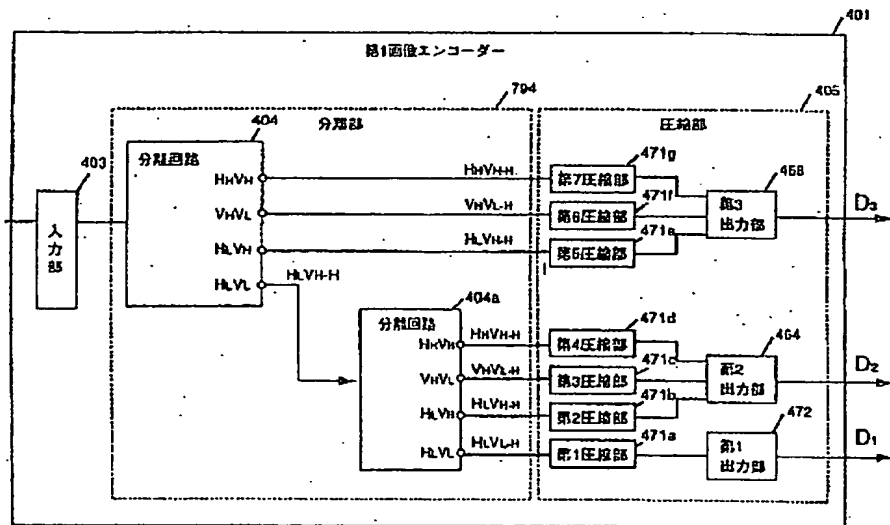 401
第1画像エンコーダー
794
405
分離部
圧縮部
404
分離回路
403
入力部
HHVH
VHVL
HLVH
HLVL
HHVH-H
VHVL-H
HLVH-H
HLVH-H
471g
第7圧縮部
471f
第6圧縮部
471e
第5圧縮部
468
第3出力部
D3
404a
分離回路
HHVH
VHVL
HLVH
HLVL
HHVH-H
VHVL-H
HLVH-H
HLVL-H
471d
第4圧縮部
471c
第3圧縮部
471b
第2圧縮部
471a
第1圧縮部
464
第2出力部
D2
472
第1出力部
D1